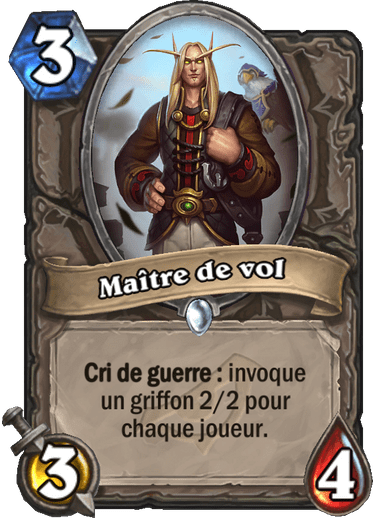 3
Maître de vol
Cri de guerre : invoque
un griffon 2/2 pour
chaque joueur.
3
4